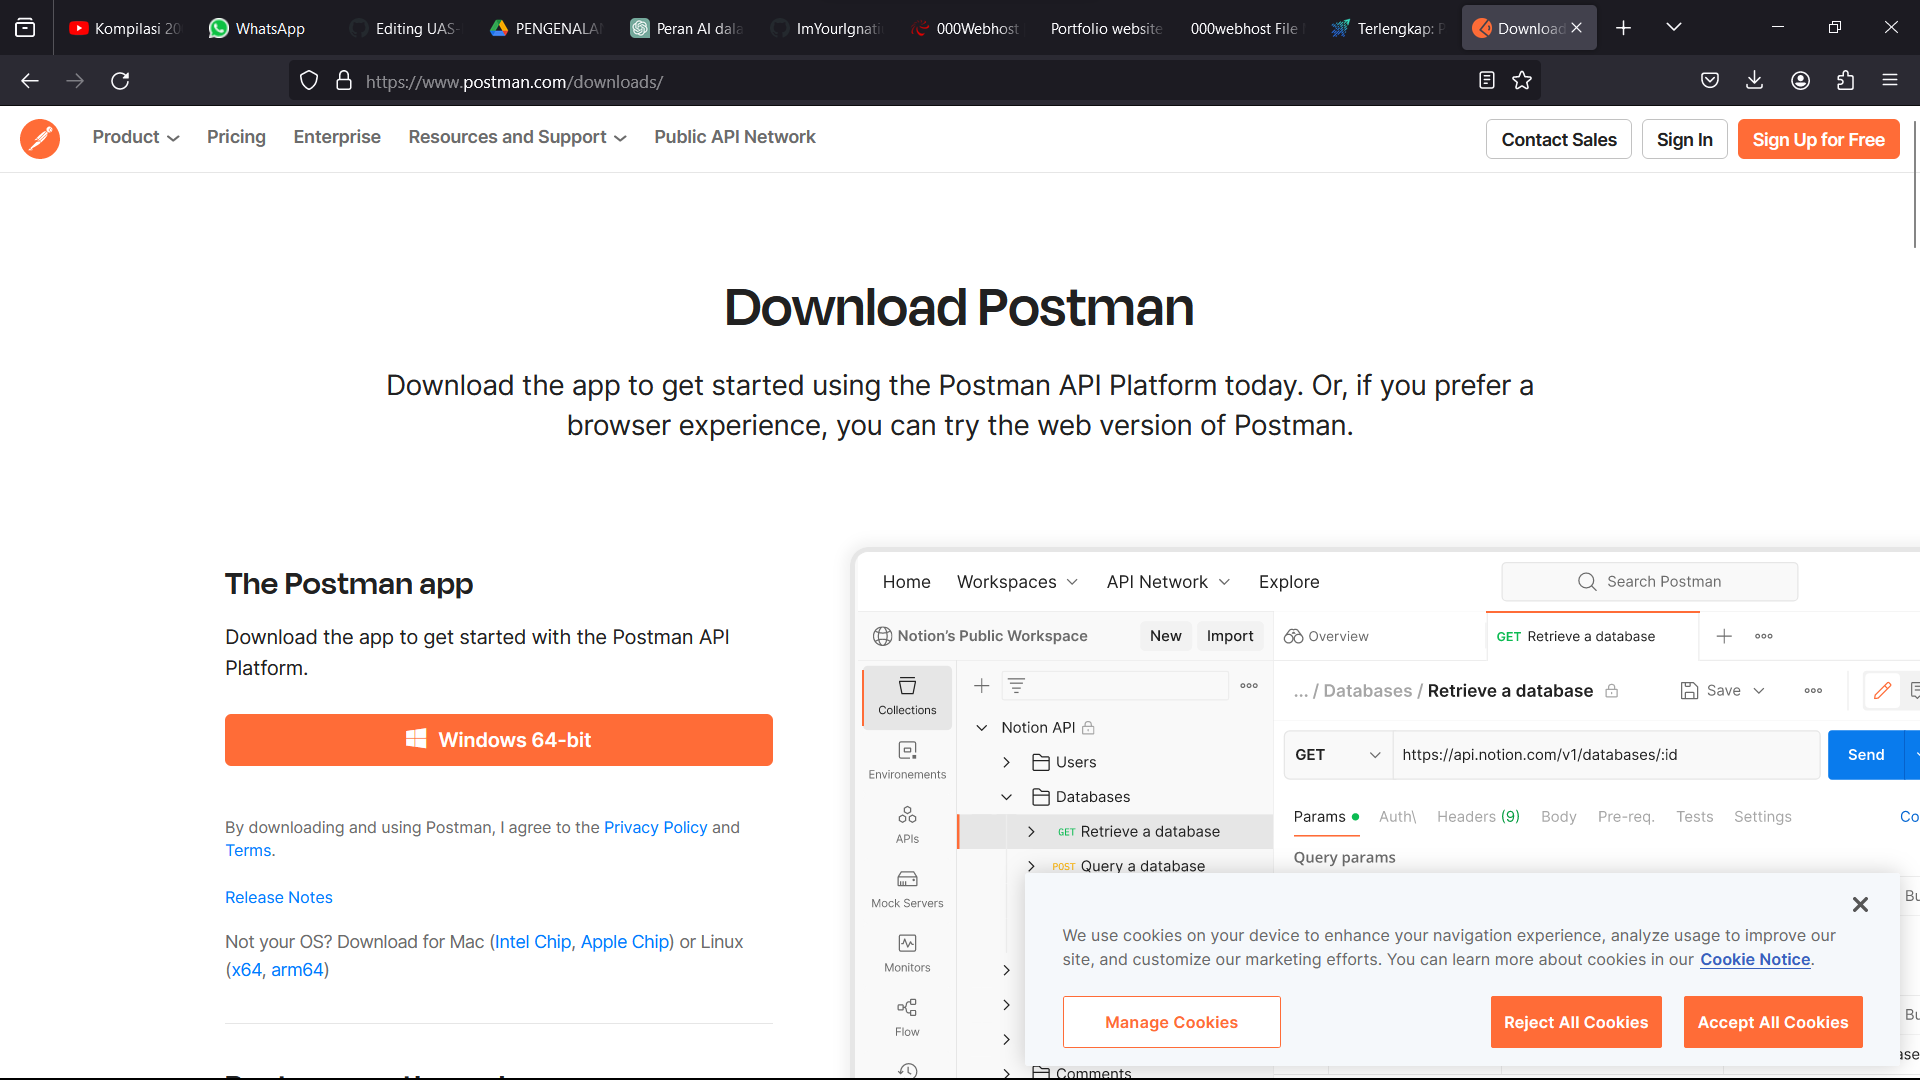 Kompilasi 20
WhatsApp
Editing UAS-
PENGENALAN
Peran AI dala
ImYourIgnati
000Webhost
Portfolio website
000webhost File
Terlengkap: P
Download
https://www.postman.com/downloads/
Product
Pricing
Enterprise
Resources and Support
Public API Network
Contact Sales
Sign In
Sign Up for Free
Download Postman
Download the app to get started using the Postman API Platform today. Or, if you prefer a
browser experience, you can try the web version of Postman.
The Postman app
Download the app to get started with the Postman API
Platform.
Windows 64-bit
By downloading and using Postman, I agree to the Privacy Policy and
Terms.
Release Notes
Not your OS? Download for Mac (Intel Chip, Apple Chip) or Linux
(x64, arm64)
Home
Workspaces
API Network
Explore
Search Postman
Notion's Public Workspace
New
Import
Overview
GET Retrieve a database
Collections
Environements
APIs
Mock Servers
Monitors
Flow
Notion API
Users
Databases
GET Retrieve a database
POST Query a database
Comments
... / Databases / Retrieve a database
Save
GET
https://api.notion.com/v1/databases/:id
Send
Params
Auth\
Headers (9)
Body
Pre-req.
Tests
Settings
Co
Query params
Bu
Bu
ase
We use cookies on your device to enhance your navigation experience, analyze usage to improve our
site, and customize our marketing efforts. You can learn more about cookies in our Cookie Notice.
Manage Cookies
Reject All Cookies
Accept All Cookies